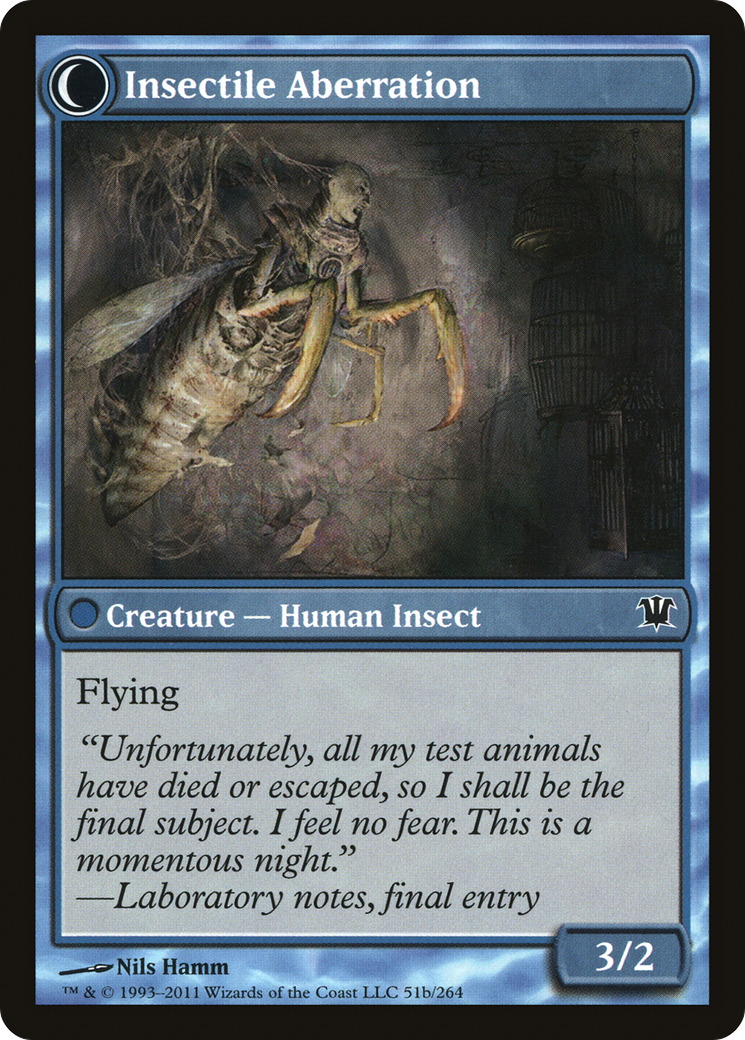 Insectile Aberration
Creature — Human Insect
Flying
“Unfortunately, all my test animals
have died or escaped, so I shall be the
final subject. I feel no fear. This is a
momentous night.”
—Laboratory notes, final entry
3/2
Nils Hamm
™ & © 1993–2011 Wizards of the Coast LLC 51b/264